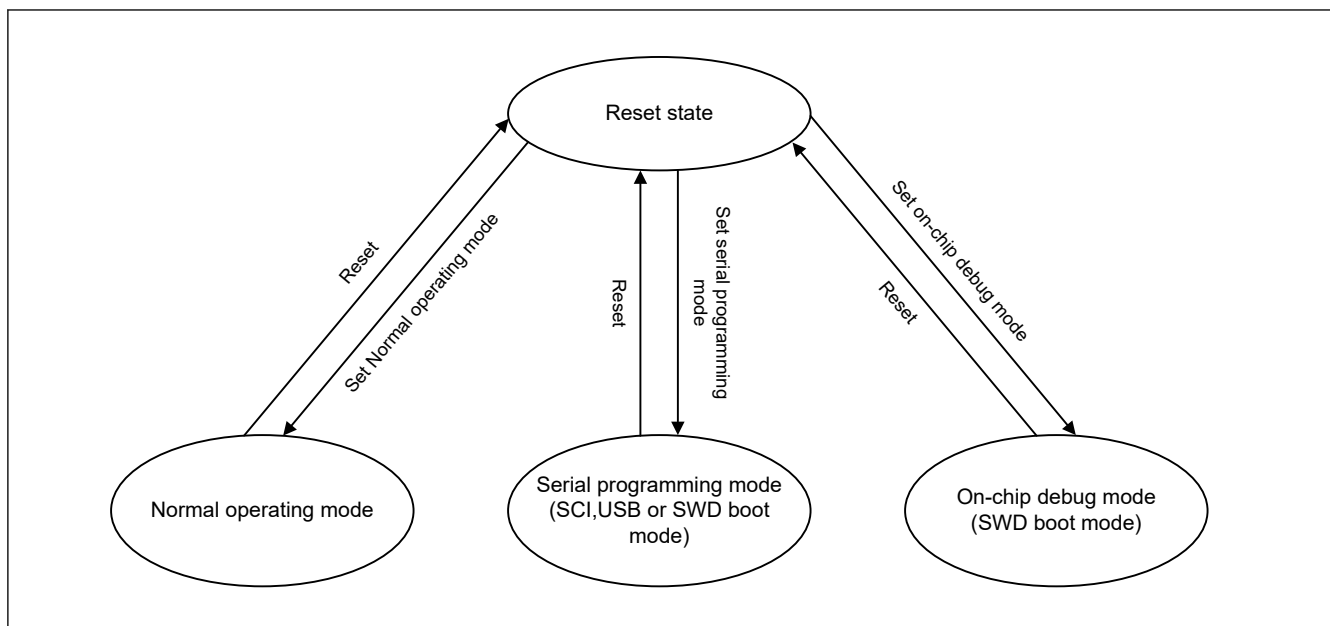 Reset state
Reset
Set Normal operating mode
Reset
Set serial programming
mode
Set on-chip debug mode
Reset
Normal operating mode
Serial programming mode
(SCI,USB or SWD boot
mode)
On-chip debug mode
(SWD boot mode)